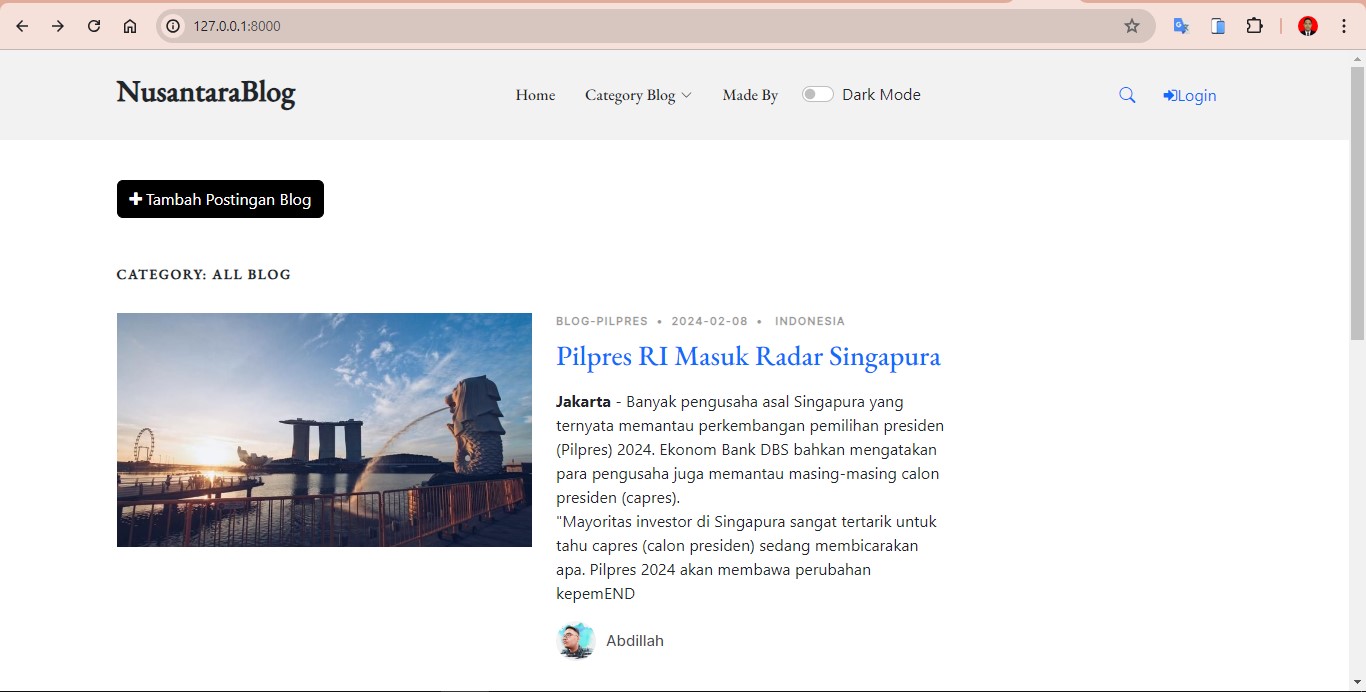 127.0.0.1:8000
NusantaraBlog
Home
Category Blog
Made By
Dark Mode
Login
Tambah Postingan Blog
CATEGORY: ALL BLOG
BLOG-PILPRES • 2024-02-08 • INDONESIA
Pilpres RI Masuk Radar Singapura
Jakarta - Banyak pengusaha asal Singapura yang
ternyata memantau perkembangan pemilihan presiden
(Pilpres) 2024. Ekonom Bank DBS bahkan mengatakan
para pengusaha juga memantau masing-masing calon
presiden (capres).
"Mayoritas investor di Singapura sangat tertarik untuk
tahu capres (calon presiden) sedang membicarakan
apa. Pilpres 2024 akan membawa perubahan
kepemEND
Abdillah